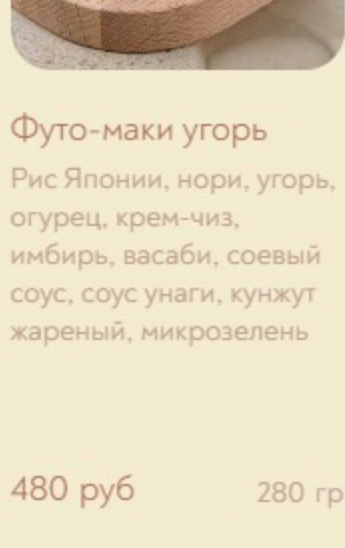 Футо-маки угорь
Рис Японии, нори, угорь,
огурец, крем-чиз,
имбирь, васаби, соевый
соус, соус унаги, кунжут
жареный, микрозелень
480 руб
280 гр